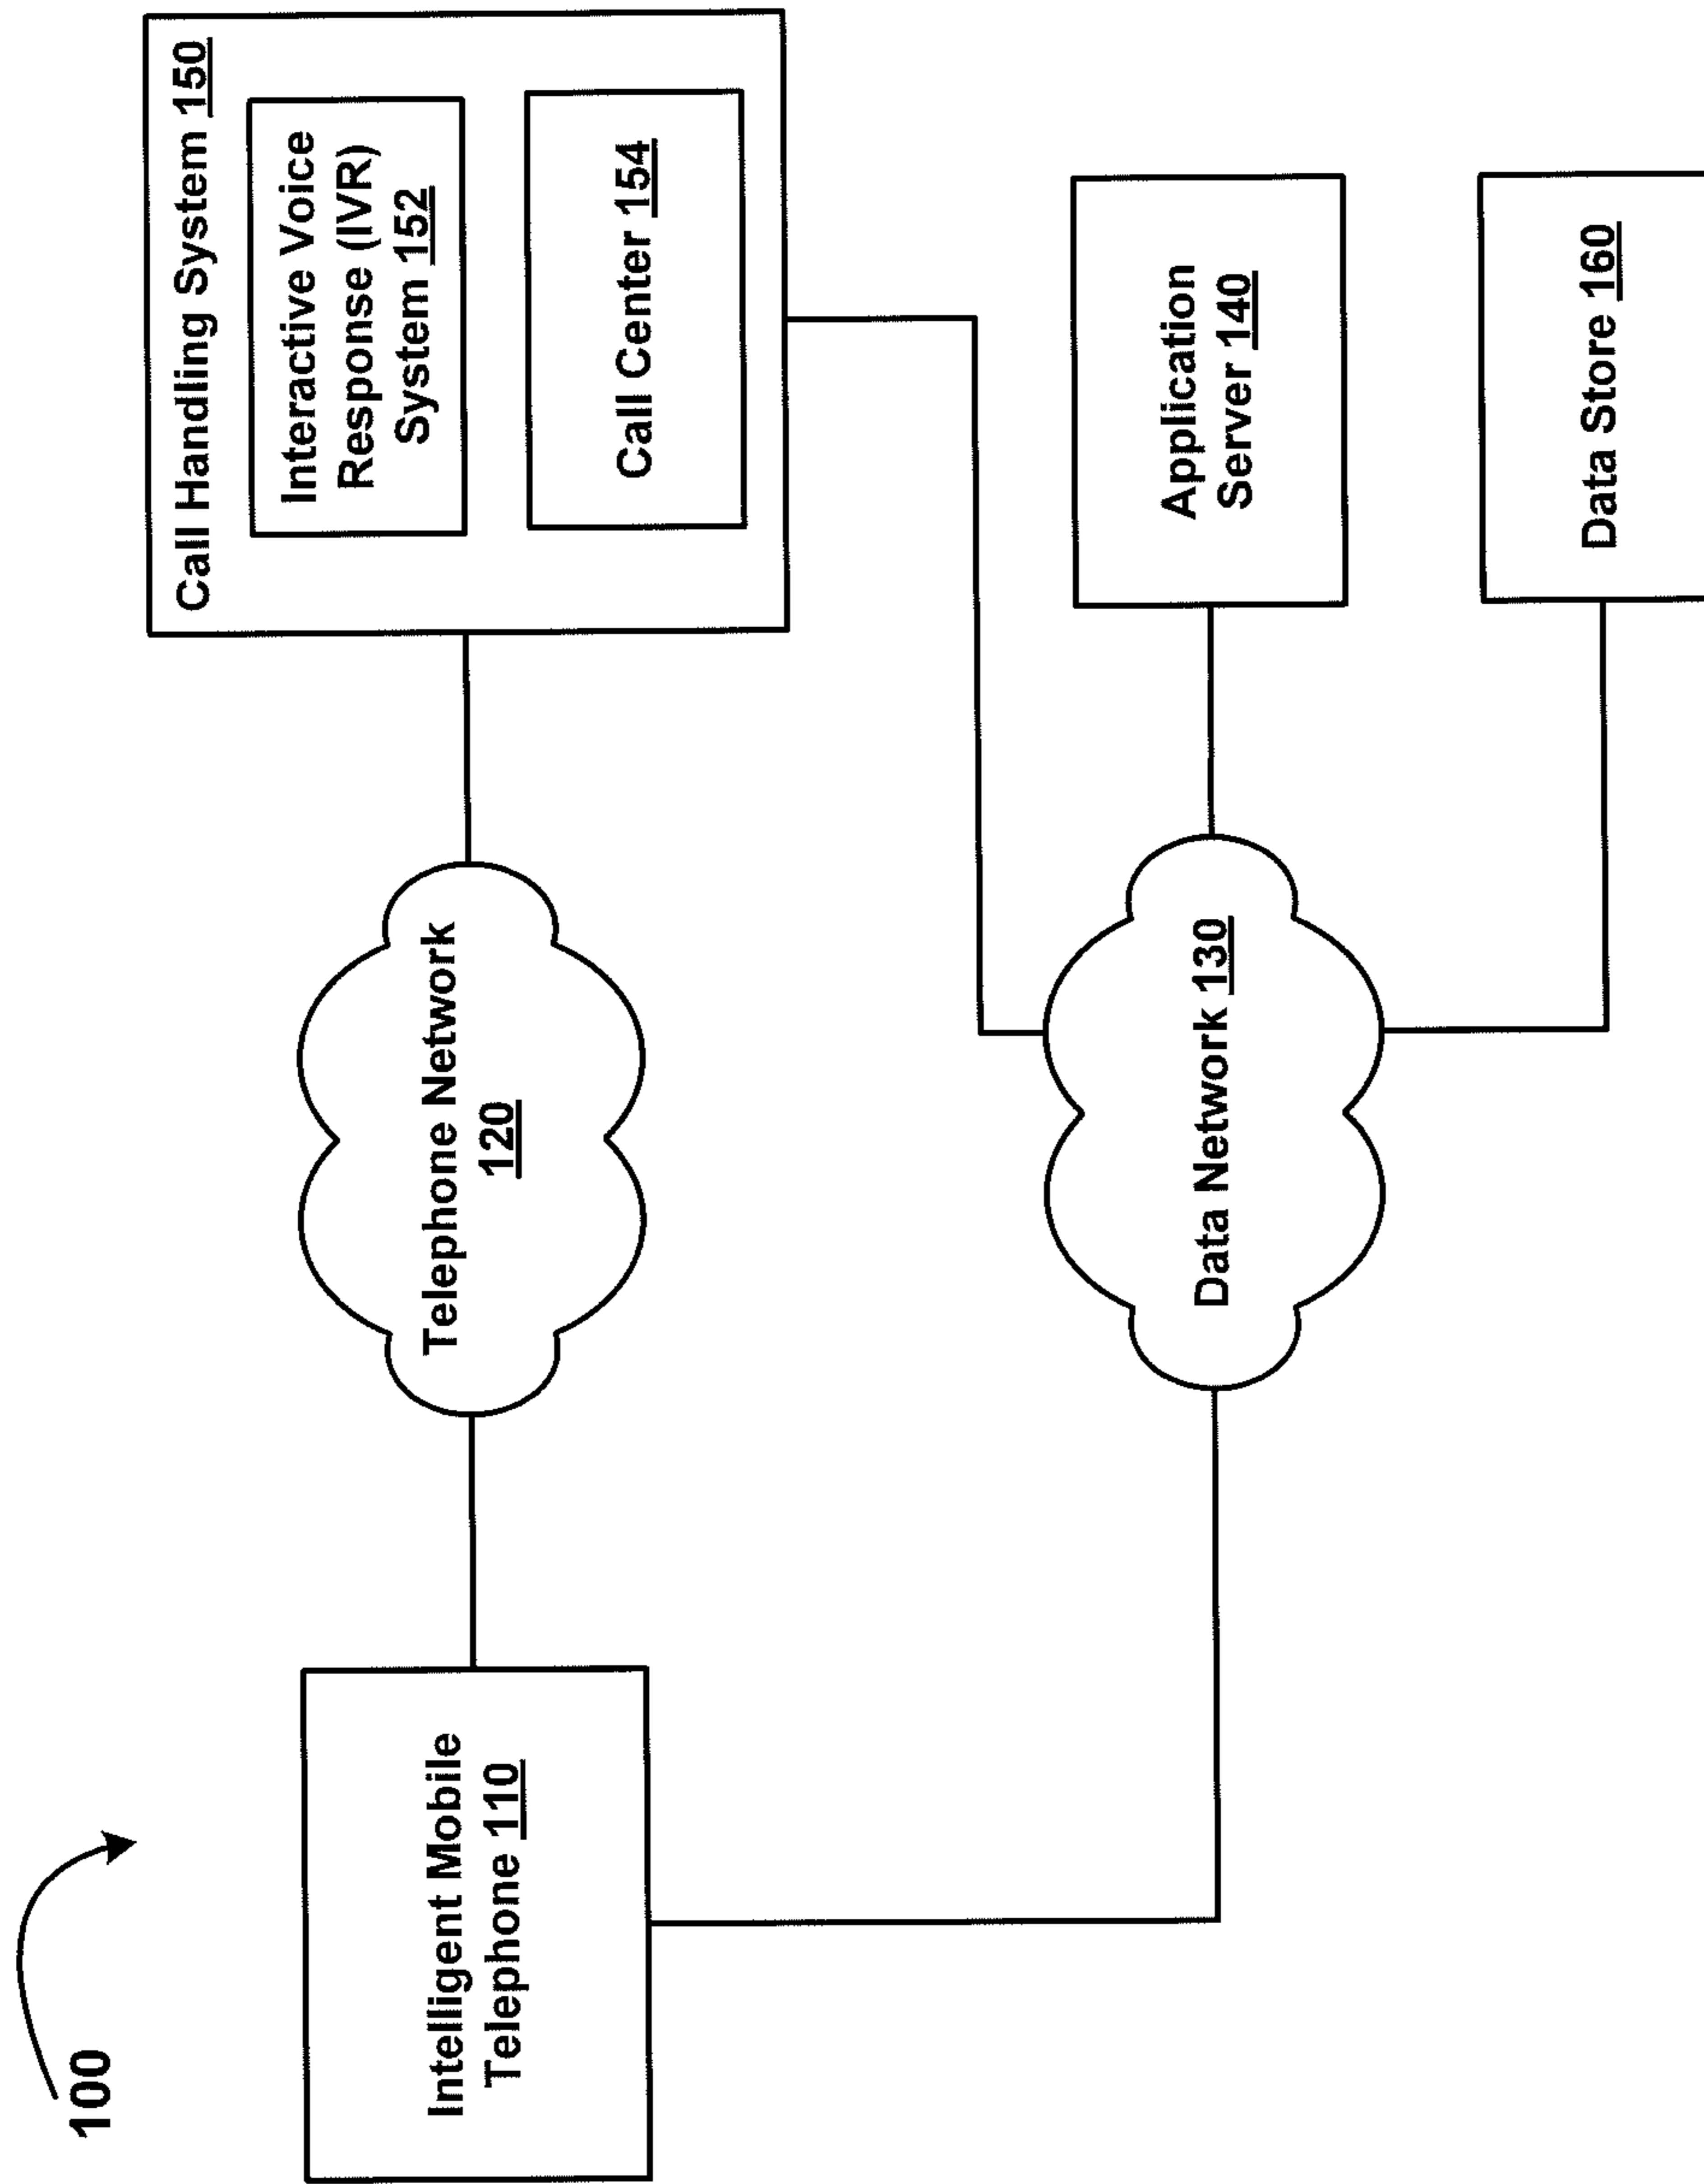 100
Intelligent Mobile
Telephone 110
Telephone Network
120
Call Handling System 150
Interactive Voice
Response (IVR)
System 152
Call Center 154
Data Network 130
Application
Server 140
Data Store 160